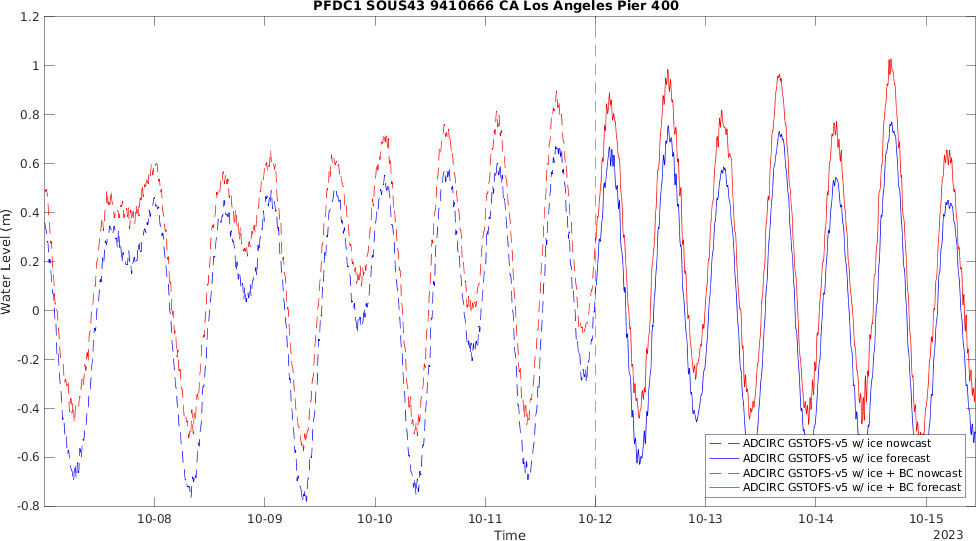 PFDC1 SOUS43 9410666 CA Los Angeles Pier 400
1.2
1
0.8
0.6
0.4
0.2
0
-0.2
-0.4
-0.6
-0.8
Water Level (m)
10-08
10-09
10-10
10-11
10-12
10-13
10-14
10-15
Time
2023
ADCIRC GSTOFS-v5 w/ ice nowcast
ADCIRC GSTOFS-v5 w/ ice forecast
ADCIRC GSTOFS-v5 w/ ice + BC nowcast
ADCIRC GSTOFS-v5 w/ ice + BC forecast